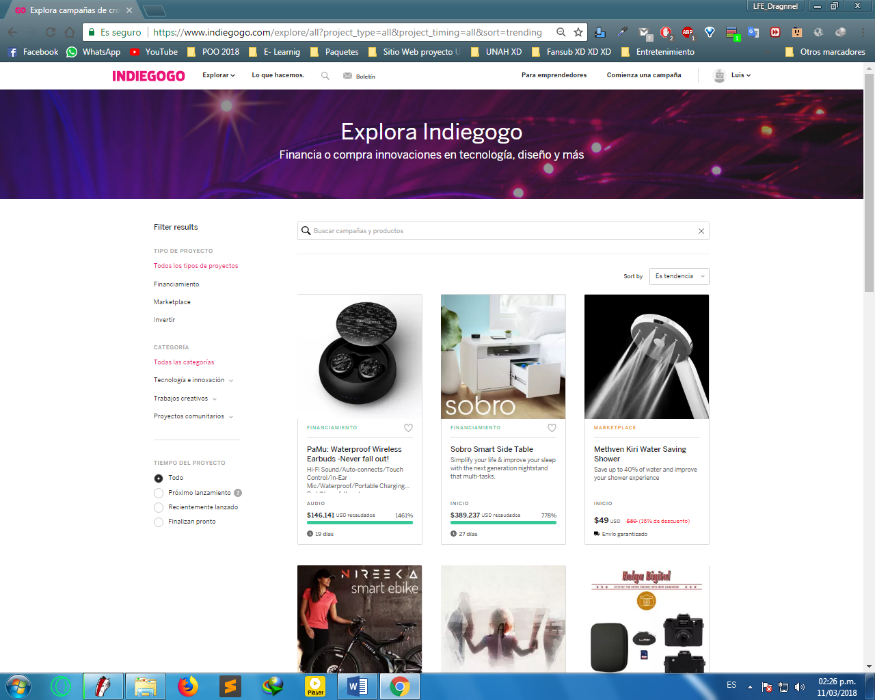 LFE_Dragnnel
GO Explora campañas de cro
Es seguro https://www.indiegogo.com/explore/all?project_type=all&project_timing=all&sort=trending
Facebook WhatsApp YouTube POO 2018 E- Learnig Paquetes Sitio Web proyecto U UNAH XD Fansub XD XD XD Entretenimiento Otros marcadores
INDIEGOGO Explorar Lo que hacemos. Boletín Para emprendedores Comienza una campaña Luis
Explora Indiegogo
Financia o compra innovaciones en tecnología, diseño y más
Filter results
Buscar campañas y productos
TIPO DE PROYECTO
Todos los tipos de proyectos
Financiamiento
Marketplace
Invertir
CATEGORÍA
Todas las categorías
Tecnología e innovación
Trabajos creativos
Proyectos comunitarios
TIEMPO DEL PROYECTO
Todo
Próximo lanzamiento
Recientemente lanzado
Finalizan pronto
Sort by Es tendencia
FINANCIAMIENTO
PaMu: Waterproof Wireless
Earbuds -Never fall out!
Hi-Fi Sound/Auto-connects/Touch
Control/in-Ear
Mic/Waterproof/Portable Charging...
AUDIO
$146.141 USD recaudados 1461%
19 días
sobro
FINANCIAMIENTO
Sobro Smart Side Table
Simplify your life & improve your sleep
with the next generation nightstand
that multi-tasks.
INICIO
$389.237 USD recaudados 778%
27 días
MARKETPLACE
Methven Kiri Water Saving
Shower
Save up to 40% of water and improve
your shower experience
INICIO
$49 USD (16% de descuento)
Envío garantizado
NIREEKA
smart ebike
ES 02:26 p.m.
11/03/2018